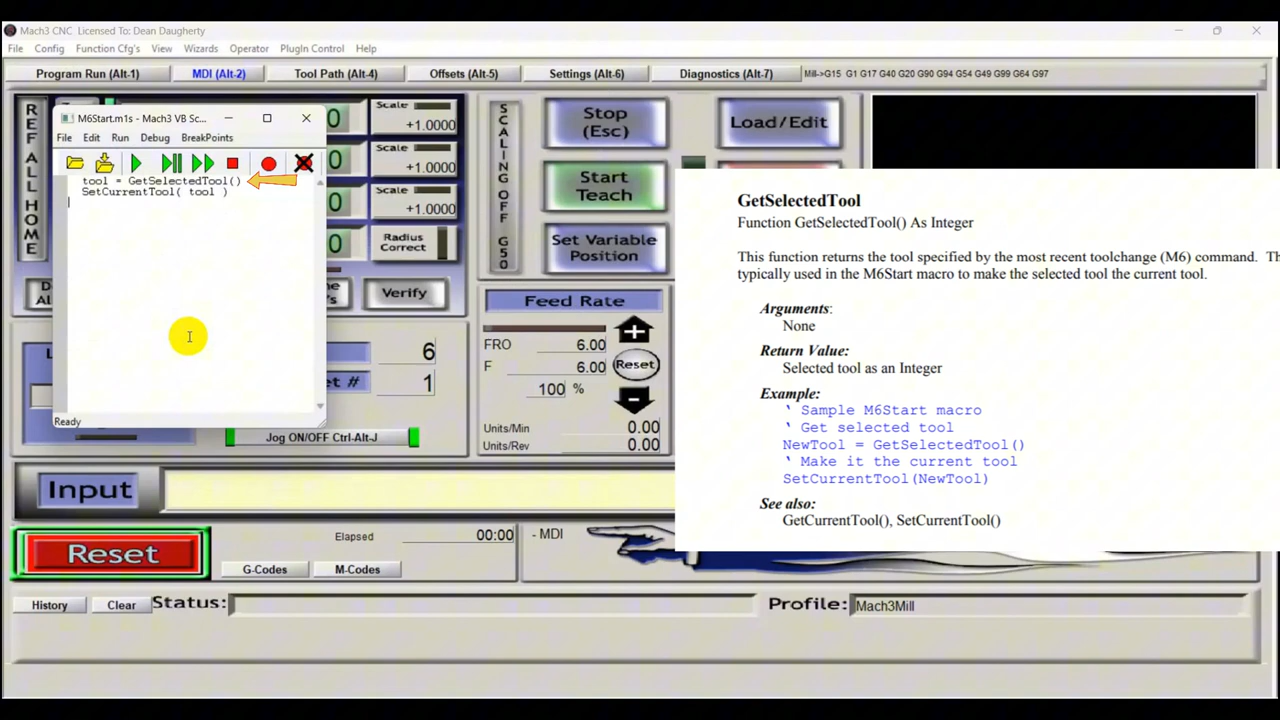 Mach3 CNC Licensed To: Dean Daugherty
File Config Function Cfg's View Wizards Operator PlugIn Control Help
Program Run (Alt-1) MDI (Alt-2) Tool Path (Alt-4) Offsets (Alt-5) Settings (Alt-6) Diagnostics (Alt-7) Mill->G15 G1 G17 G40 G20 G90 G94 G54 G49 G99 G64 G97
REF ALL HOME
M6Start.m1s - Mach3 VB Sc...
File Edit Run Debug BreakPoints
tool = GetSelectedTool()
SetCurrentTool( tool )
Ready
0 Scale +1.0000
0 Scale +1.0000
0 Scale +1.0000
0 Radius Correct
Verify
6
1
Jog ON/OFF Ctrl-Alt-J
SCALING OFF G50
Stop
(Esc)
Start
Teach
Set Variable
Position
Load/Edit
Feed Rate
FRO 6.00
F 6.00
100 %
Reset
Units/Min 0.00
Units/Rev 0.00
GetSelectedTool
Function GetSelectedTool() As Integer
This function returns the tool specified by the most recent toolchange (M6) command.
typically used in the M6Start macro to make the selected tool the current tool.
Arguments:
None
Return Value:
Selected tool as an Integer
Example:
‘ Sample M6Start macro
‘ Get selected tool
NewTool = GetSelectedTool()
‘ Make it the current tool
SetCurrentTool(NewTool)
See also:
GetCurrentTool(), SetCurrentTool()
Input
Reset
Elapsed 00:00
G-Codes M-Codes
- MDI
History Clear Status: Profile: Mach3Mill